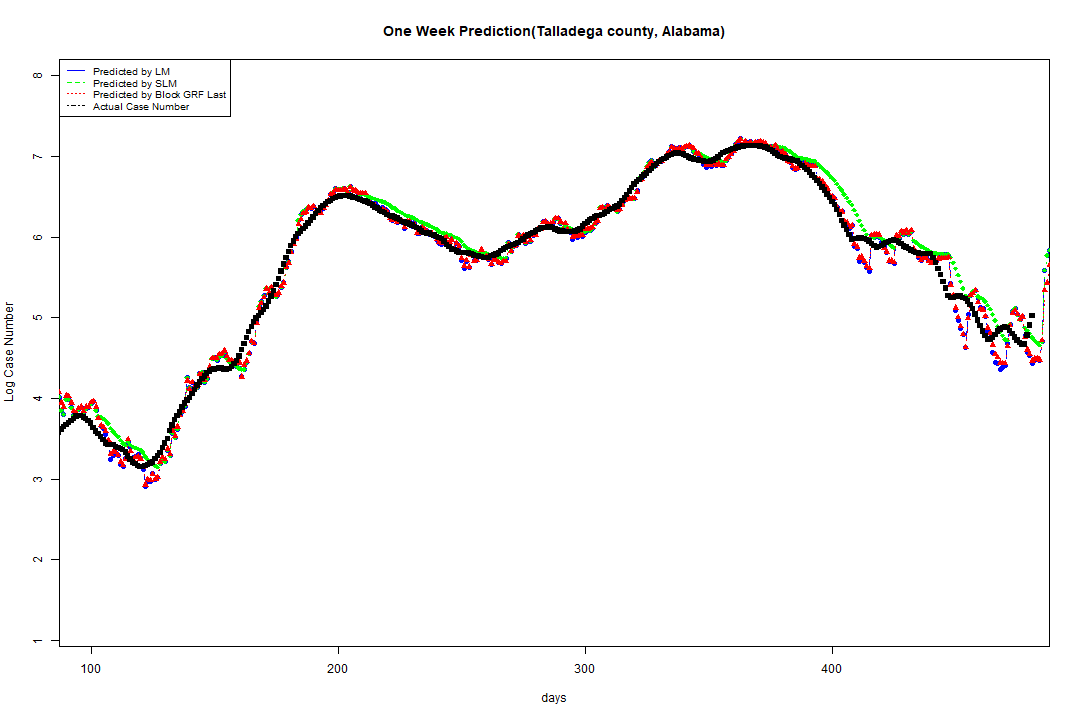 One Week Prediction(Talladega county, Alabama)
Predicted by LM
Predicted by SLM
Predicted by Block GRF Last
Actual Case Number
8
7
6
5
4
3
2
1
Log Case Number
100 200 300 400
days